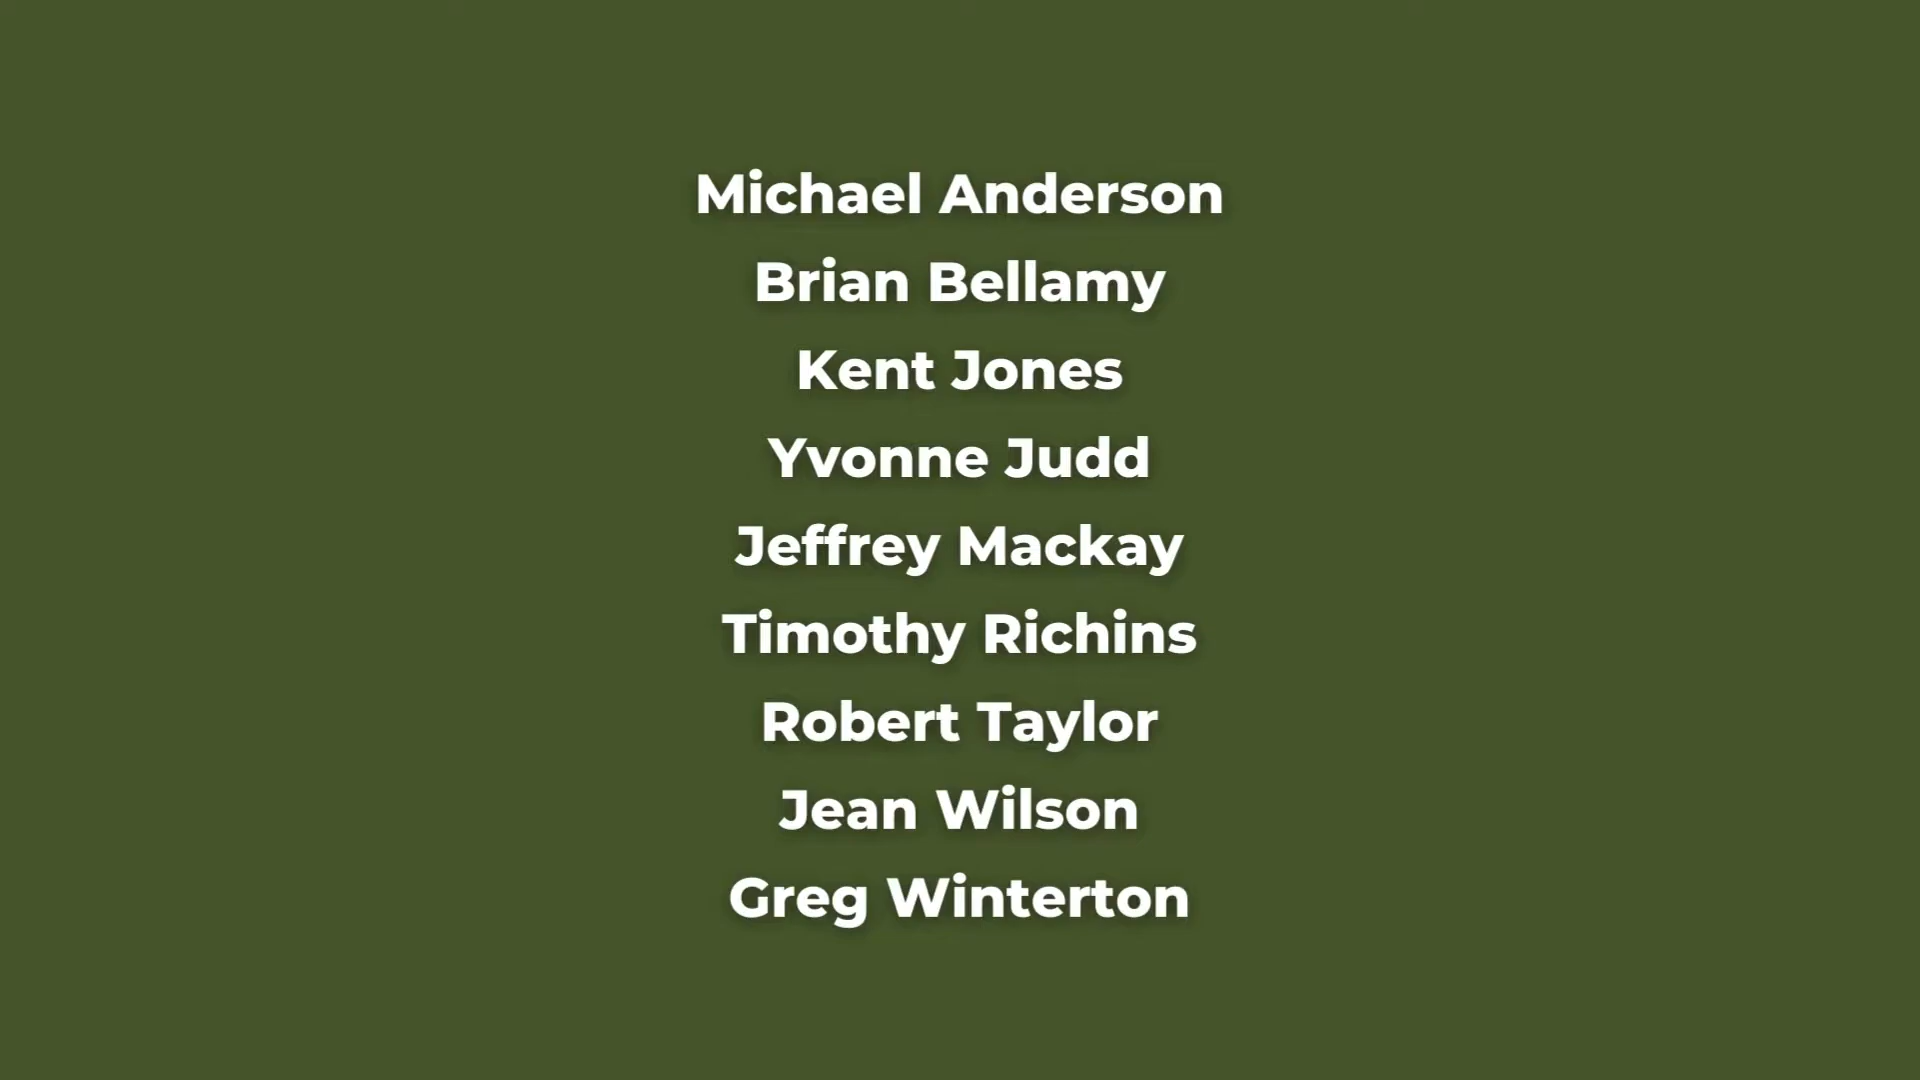 Michael Anderson
Brian Bellamy
Kent Jones
Yvonne Judd
Jeffrey Mackay
Timothy Richins
Robert Taylor
Jean Wilson
Greg Winterton